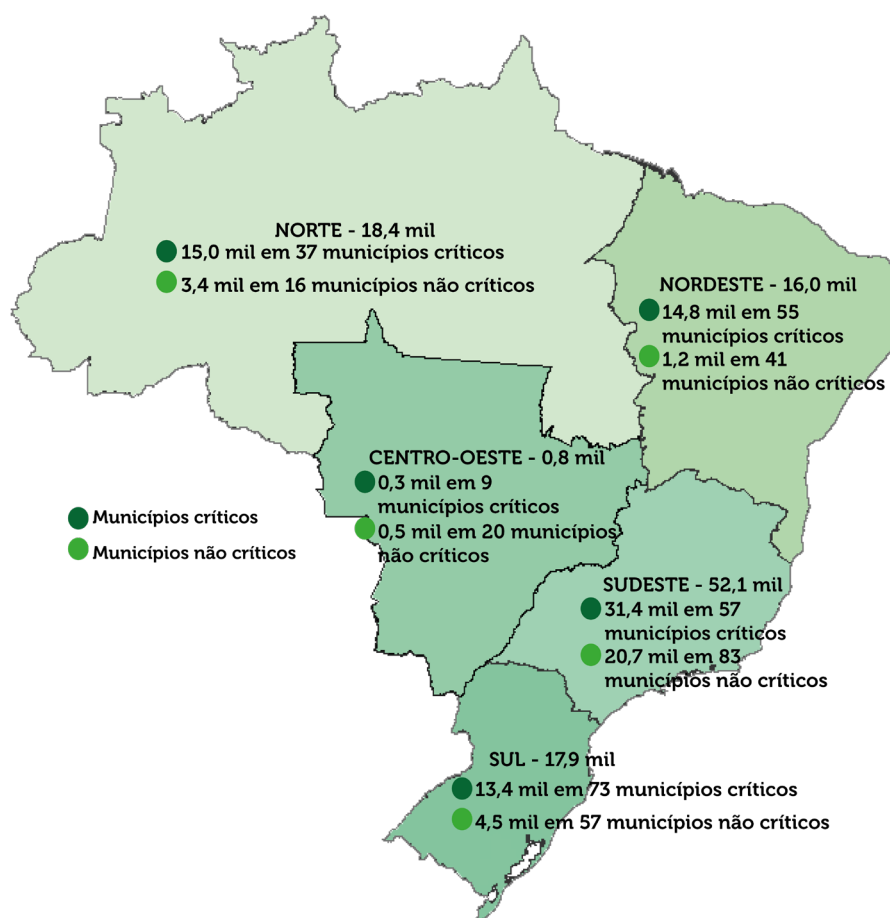 NORTE - 18,4 mil
15,0 mil em 37 municípios críticos
3,4 mil em 16 municípios não críticos
NORDESTE - 16,0 mil
14,8 mil em 55
municípios críticos
1,2 mil em 41
municípios não críticos
CENTRO-OESTE - 0,8 mil
0,3 mil em 9
municípios críticos
0,5 mil em 20 municípios
não críticos
Municípios críticos
Municípios não críticos
SUDESTE - 52,1 mil
31,4 mil em 57
municípios críticos
20,7 mil em 83
municípios não críticos
SUL - 17,9 mil
13,4 mil em 73 municípios críticos
4,5 mil em 57 municípios não críticos